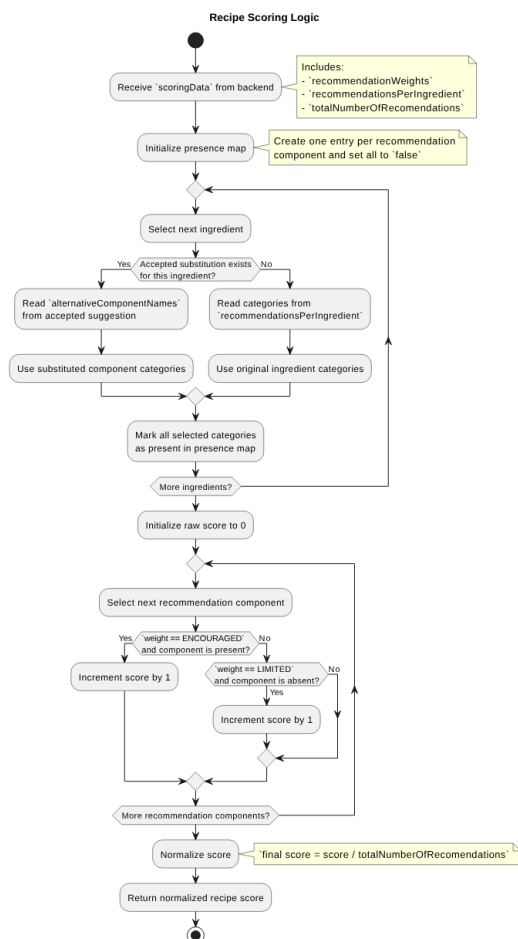 Recipe Scoring Logic
Receive `scoringData` from backend
Includes:
- `recommendationWeights`
- `recommendationsPerIngredient`
- `totalNumberOfRecomendations`
Initialize presence map
Create one entry per recommendation
component and set all to `false`
Select next ingredient
Yes
Accepted substitution exists
for this ingredient?
No
Read `alternativeComponentNames`
from accepted suggestion
Read categories from
`recommendationsPerIngredient`
Use substituted component categories
Use original ingredient categories
Mark all selected categories
as present in presence map
More ingredients?
Initialize raw score to 0
Select next recommendation component
Yes
`weight == ENCOURAGED`
and component is present?
No
Increment score by 1
`weight == LIMITED`
and component is absent?
No
Yes
Increment score by 1
More recommendation components?
Normalize score
`final score = score / totalNumberOfRecomendations`
Return normalized recipe score